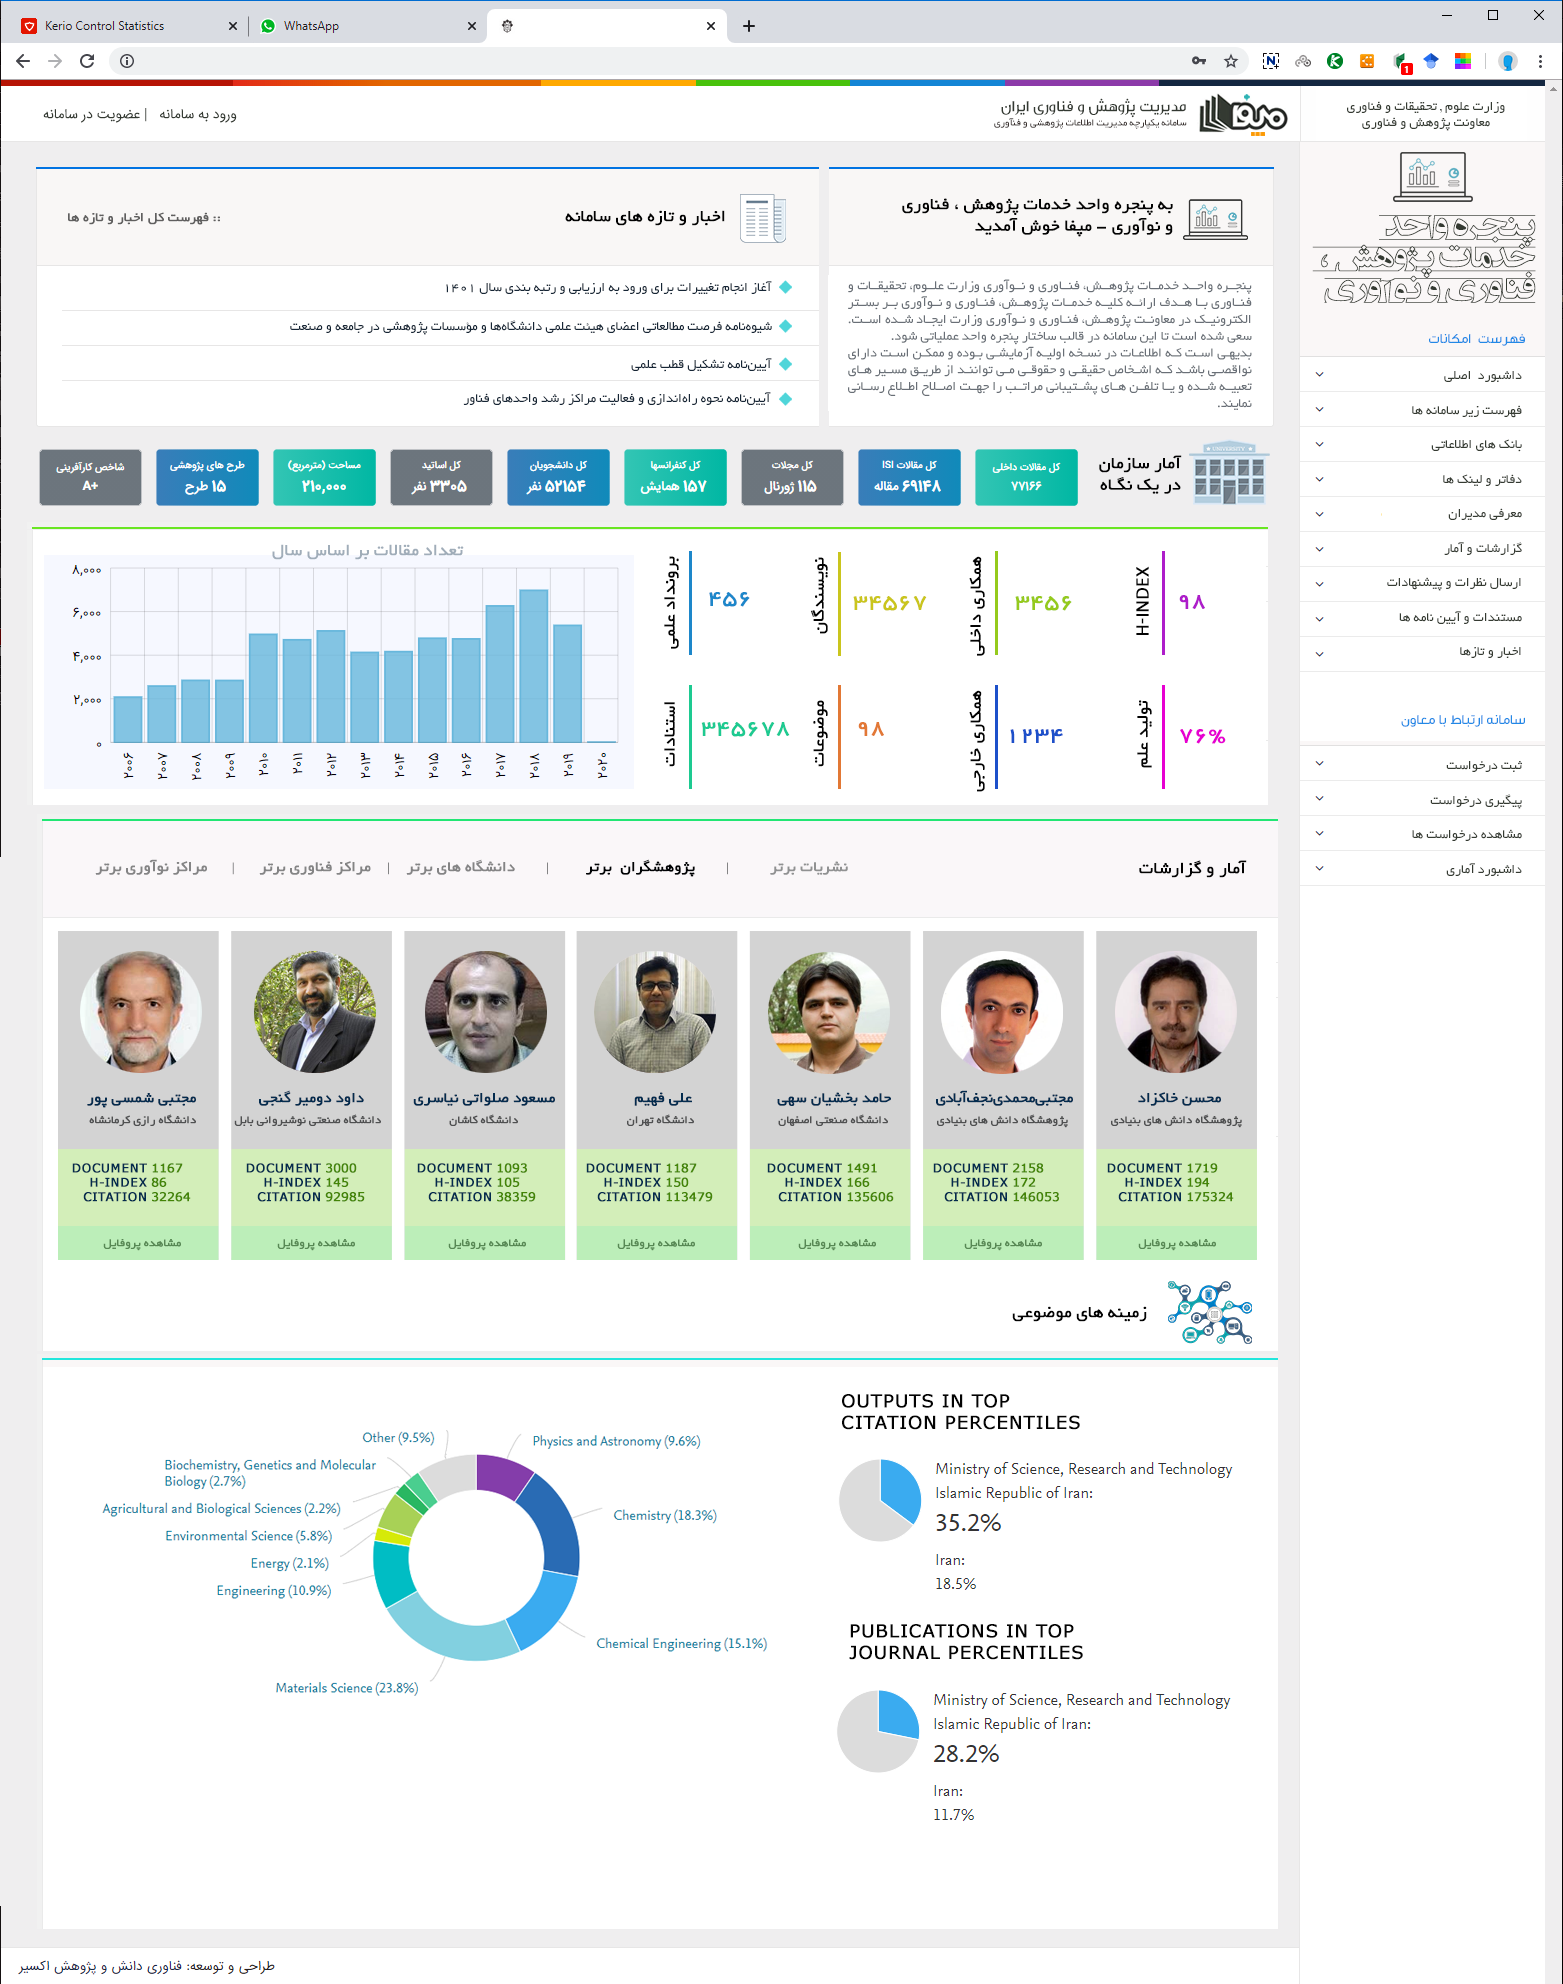 Kerio Control Statistics
WhatsApp
وزارت علوم , تحقیقات و فناوری
معاونت پژوهش و فناوری
مپفا
مدیریت پژوهش و فناوری ایران
سامانه یکپارچه مدیریت اطلاعات پژوهشی و فنآوری
ورود به سامانه | عضویت در سامانه
پنجره واحد
خدمات پژوهش ،
فناوری و نوآوری
فهرست امکانات
داشبورد اصلی
فهرست زیر سامانه ها
بانک های اطلاعاتی
دفاتر و لینک ها
معرفی مدیران
گزارشات و آمار
ارسال نظرات و پیشنهادات
مستندات و آیین نامه ها
اخبار و تازها
سامانه ارتباط با معاون
ثبت درخواست
پیگیری درخواست
مشاهده درخواست ها
داشبورد آماری
به پنجره واحد خدمات پژوهش ، فناوری
و نوآوری – مپفا خوش آمدید
پنجره واحد خدمات پژوهش، فناوری و نوآوری وزارت علوم، تحقیقات و
فناوری با هدف ارائه کلیه خدمات پژوهش، فناوری و نوآوری بر بستر
الکترونیک در معاونت پژوهش، فناوری و نوآوری وزارت ایجاد شده است.
سعی شده است تا این سامانه در قالب ساختار پنجره واحد عملیاتی شود.
بدیهی است که اطلاعات در نسخه اولیه آزمایشی بوده و ممکن است دارای
نواقصی باشد که اشخاص حقیقی و حقوقی می توانند از طریق مسیر های
تعبیه شده و یا تلفن های پشتیبانی مراتب را جهت اصلاح اطلاع رسانی
نمایند.
اخبار و تازه های سامانه
:: فهرست کل اخبار و تازه ها
آغاز انجام تغییرات برای ورود به ارزیابی و رتبه بندی سال ۱۴۰۱
شیوه‌نامه فرصت مطالعاتی اعضای هیئت علمی دانشگاه‌ها و مؤسسات پژوهشی در جامعه و صنعت
آیین‌نامه تشکیل قطب علمی
آیین‌نامه نحوه راه‌اندازی و فعالیت مراکز رشد واحدهای فناور
UNIVERSITY
آمار سازمان
در یک نگاه
کل مقالات داخلی
۷۷۱۶۶
کل مقالات ISI
۶۹۱۴۸ مقاله
کل مجلات
۱۱۵ ژورنال
کل کنفرانسها
۱۵۷ همایش
کل دانشجویان
۵۲۱۵۴ نفر
کل اساتید
۳۳۰۵ نفر
مساحت (مترمربع)
۲۱۰,۰۰۰
طرح های پژوهشی
۱۵ طرح
شاخص کارآفرینی
A+
H-INDEX
۹۸
همکاری داخلی
۳۴۵۶
نویسندگان
۳۴۵۶۷
برونداد علمی
۴۵۶
تولید علم
۷۶%
همکاری خارجی
۱۲۳۴
موضوعات
۹۸
استنادات
۳۴۵۶۷۸
تعداد مقالات بر اساس سال
۸,۰۰۰
۶,۰۰۰
۴,۰۰۰
۲,۰۰۰
۰
۲۰۰۶ ۲۰۰۷ ۲۰۰۸ ۲۰۰۹ ۲۰۱۰ ۲۰۱۱ ۲۰۱۲ ۲۰۱۳ ۲۰۱۴ ۲۰۱۵ ۲۰۱۶ ۲۰۱۷ ۲۰۱۸ ۲۰۱۹ ۲۰۲۰
آمار و گزارشات
نشریات برتر | پژوهشگران برتر | دانشگاه های برتر | مراکز فناوری برتر | مراکز نوآوری برتر
محسن خاکزاد
پژوهشگاه دانش های بنیادی
DOCUMENT 1719
H-INDEX 194
CITATION 175324
مشاهده پروفایل
مجتبی‌محمدی‌نجف‌آبادی
پژوهشگاه دانش های بنیادی
DOCUMENT 2158
H-INDEX 172
CITATION 146053
مشاهده پروفایل
حامد بخشیان سهی
دانشگاه صنعتی اصفهان
DOCUMENT 1491
H-INDEX 166
CITATION 135606
مشاهده پروفایل
علی فهیم
دانشگاه تهران
DOCUMENT 1187
H-INDEX 150
CITATION 113479
مشاهده پروفایل
مسعود صلواتی نیاسری
دانشگاه کاشان
DOCUMENT 1093
H-INDEX 105
CITATION 38359
مشاهده پروفایل
داود دومیر گنجی
دانشگاه صنعتی نوشیروانی بابل
DOCUMENT 3000
H-INDEX 145
CITATION 92985
مشاهده پروفایل
مجتبی شمسی پور
دانشگاه رازی کرمانشاه
DOCUMENT 1167
H-INDEX 86
CITATION 32264
مشاهده پروفایل
زمینه های موضوعی
Other (9.5%)
Physics and Astronomy (9.6%)
Biochemistry, Genetics and Molecular
Biology (2.7%)
Agricultural and Biological Sciences (2.2%)
Chemistry (18.3%)
Environmental Science (5.8%)
Energy (2.1%)
Engineering (10.9%)
Chemical Engineering (15.1%)
Materials Science (23.8%)
OUTPUTS IN TOP
CITATION PERCENTILES
Ministry of Science, Research and Technology
Islamic Republic of Iran:
35.2%
Iran:
18.5%
PUBLICATIONS IN TOP
JOURNAL PERCENTILES
Ministry of Science, Research and Technology
Islamic Republic of Iran:
28.2%
Iran:
11.7%
طراحی و توسعه: فناوری دانش و پژوهش اکسیر